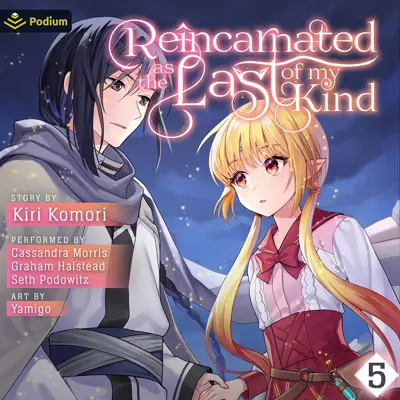 Podium
Reincarnated
as the Last of my Kind
STORY BY
Kiri Komori
PERFORMED BY
Cassandra Morris
Graham Halstead
Seth Podowitz
ART BY
Yamigo
5